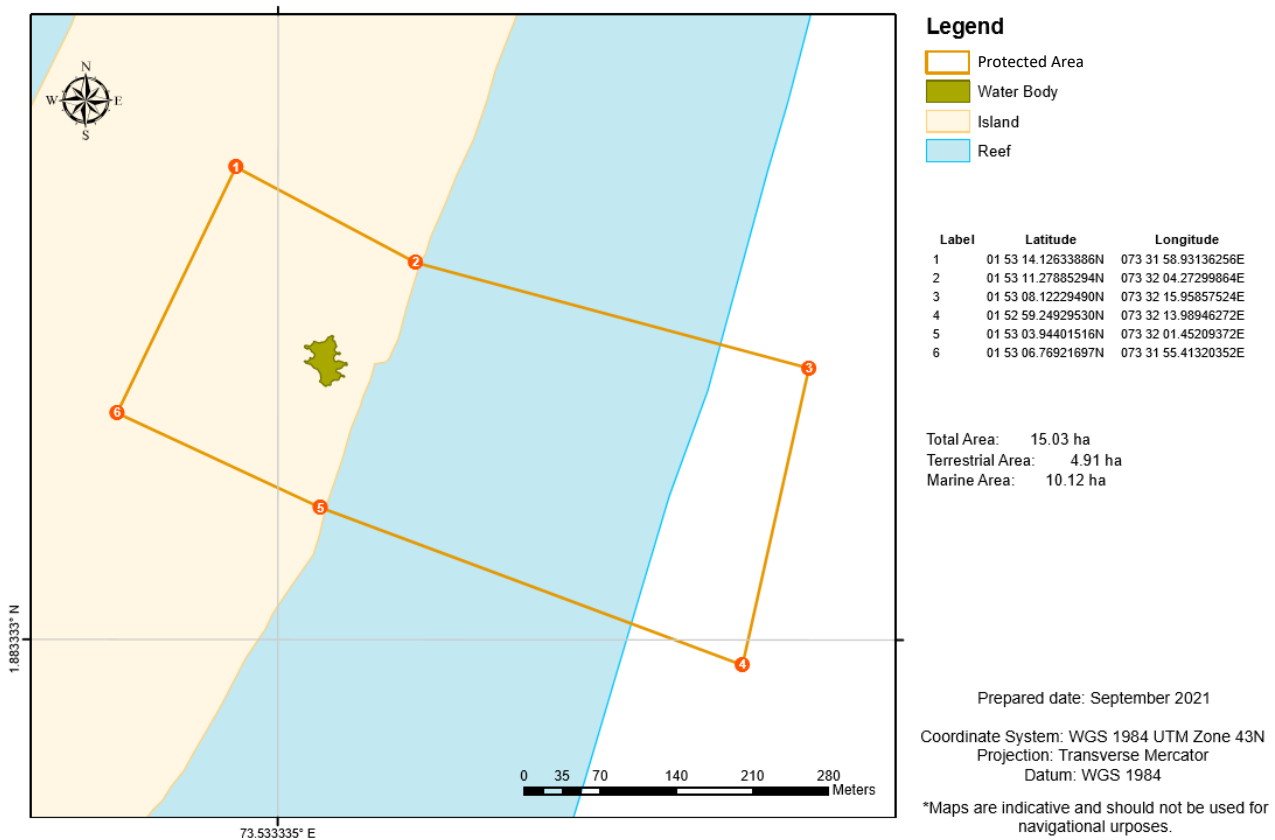 N
W E
S
1
2
3
4
5
6
1.883333° N
73.533335° E
0 35 70 140 210 280
Meters
Legend
Protected Area
Water Body
Island
Reef
Label Latitude Longitude
1 01 53 14.12633886N 073 31 58.93136256E
2 01 53 11.27885294N 073 32 04.27299864E
3 01 53 08.12229490N 073 32 15.95857524E
4 01 52 59.24929530N 073 32 13.98946272E
5 01 53 03.94401516N 073 32 01.45209372E
6 01 53 06.76921697N 073 31 55.41320352E
Total Area: 15.03 ha
Terrestrial Area: 4.91 ha
Marine Area: 10.12 ha
Prepared date: September 2021
Coordinate System: WGS 1984 UTM Zone 43N
Projection: Transverse Mercator
Datum: WGS 1984
*Maps are indicative and should not be used for
navigational urposes.